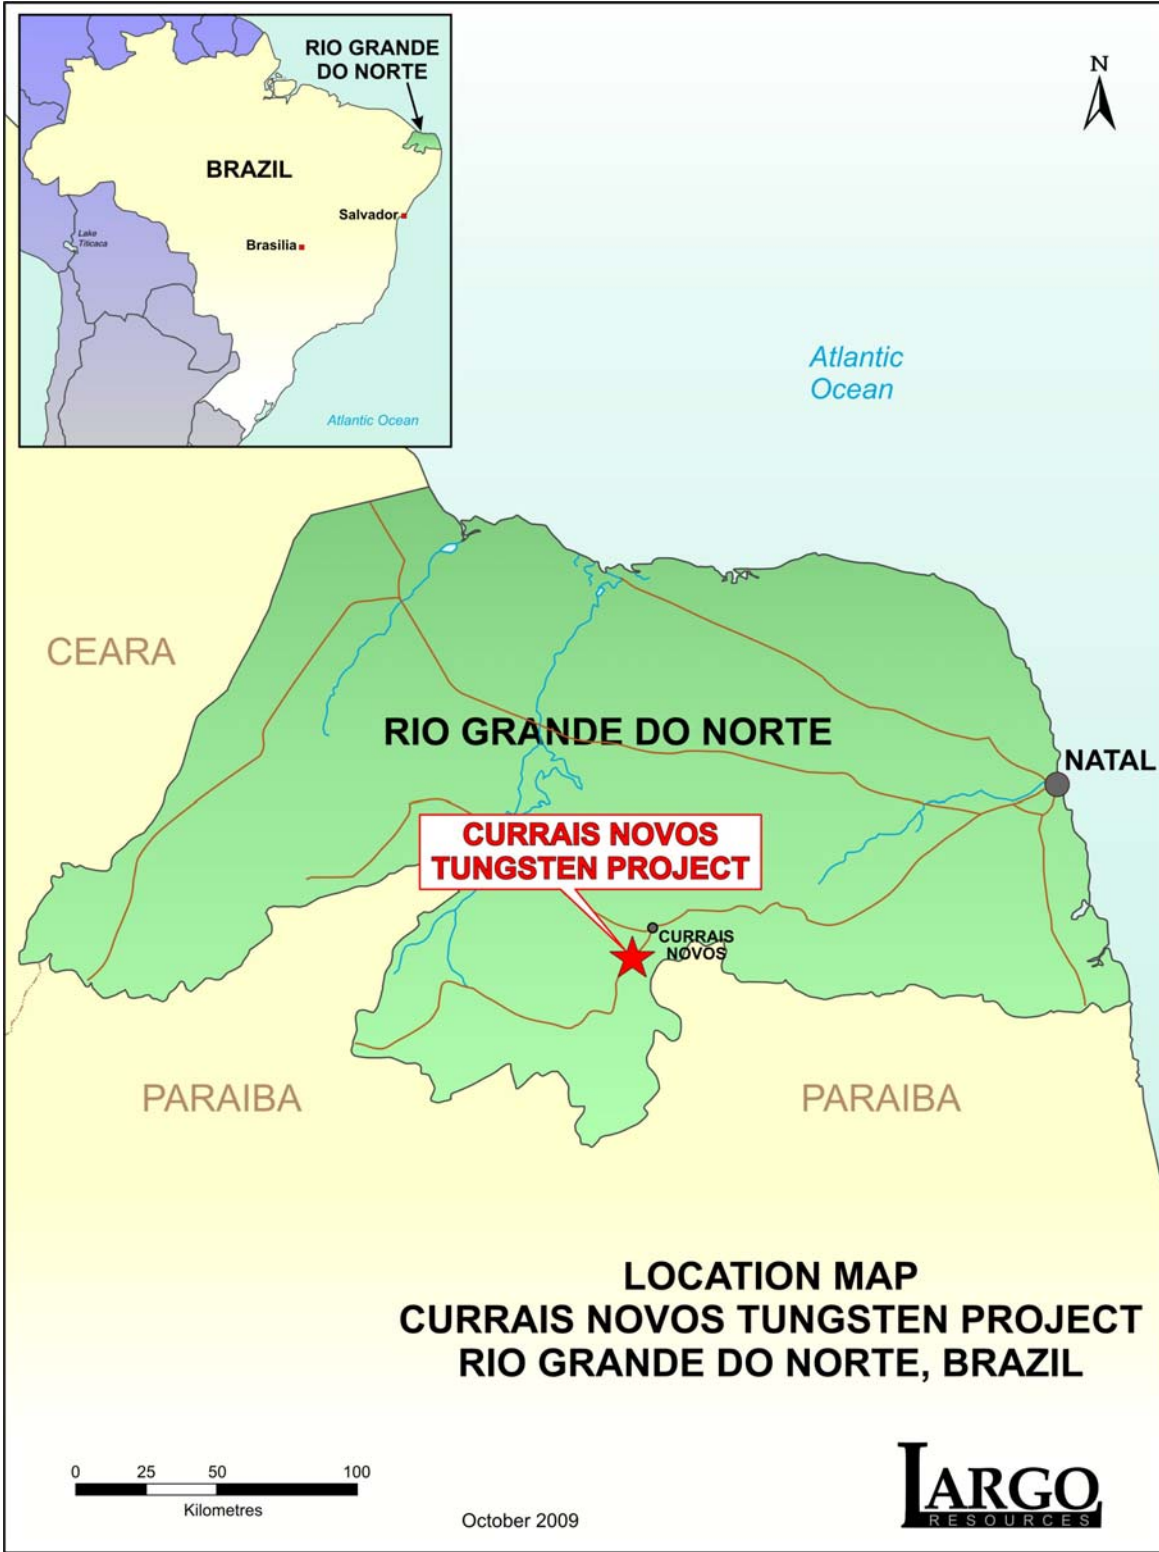 RIO GRANDE
DO NORTE
BRAZIL
Salvador
Brasilia
Lake
Titicaca
Atlantic Ocean
N
Atlantic
Ocean
CEARA
RIO GRANDE DO NORTE
NATAL
CURRAIS NOVOS
TUNGSTEN PROJECT
CURRAIS
NOVOS
PARAIBA
PARAIBA
LOCATION MAP
CURRAIS NOVOS TUNGSTEN PROJECT
RIO GRANDE DO NORTE, BRAZIL
0 25 50 100
Kilometres
October 2009
LARGO
RESOURCES